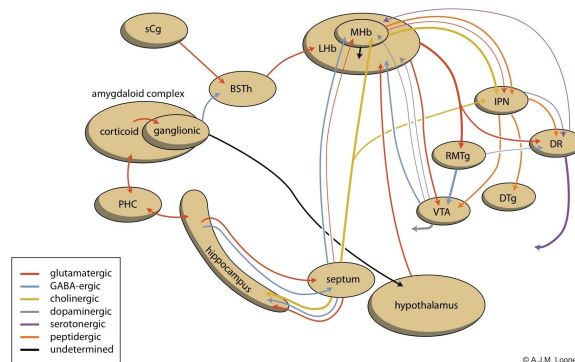 sCg
MHb
LHb
BSTh
amygdaloid complex
IPN
corticoid
ganglionic
DR
RMTg
PHC
VTA
DTg
hippocampus
septum
hypothalamus
glutamatergic
GABA-ergic
cholinergic
dopaminergic
serotonergic
peptidergic
undetermined